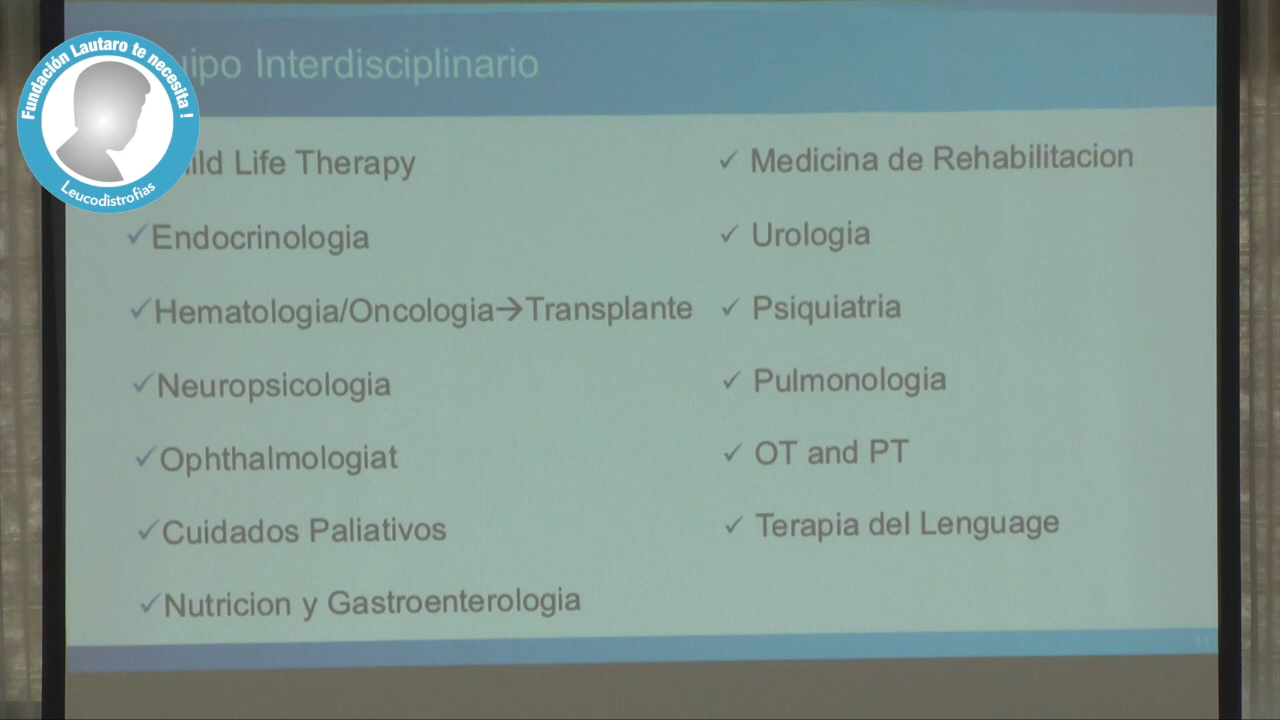 Fundación Lautaro te necesita !
Leucodistrofias
uipo Interdisciplinario
ild Life Therapy
✓Endocrinologia
✓Hematologia/Oncologia→Transplante
✓Neuropsicologia
✓Ophthalmologiat
✓Cuidados Paliativos
✓Nutricion y Gastroenterologia
✓ Medicina de Rehabilitacion
✓ Urologia
✓ Psiquiatria
✓ Pulmonologia
✓ OT and PT
✓ Terapia del Lenguage
11